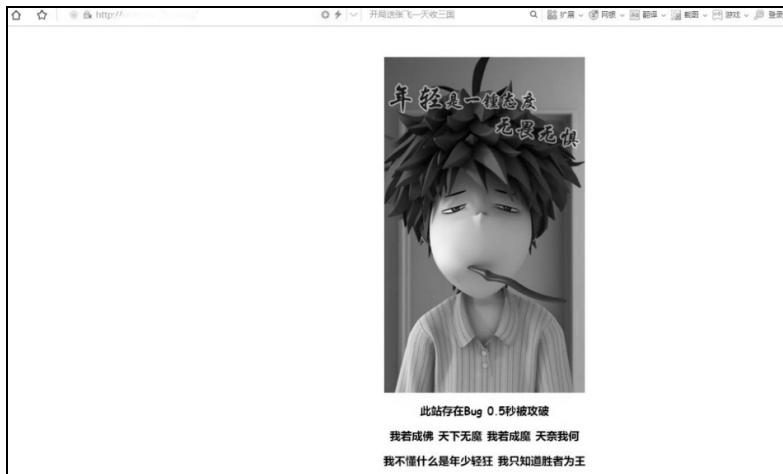 http://
开局送张飞一天收三国
扩展
网银
翻译
截图
游戏
登录
年轻是一种态度
无畏无惧
此站存在Bug 0.5秒被攻破
我若成佛 天下无魔 我若成魔 天奈我何
我不懂什么是年少轻狂 我只知道胜者为王